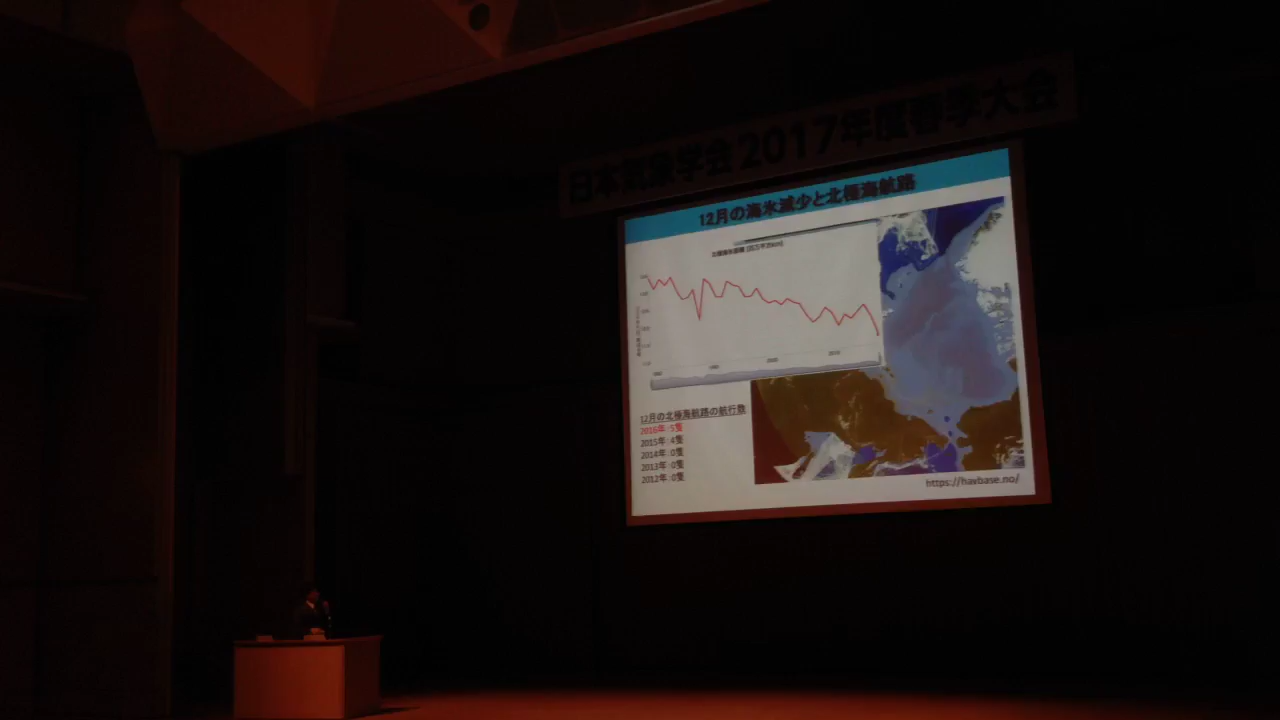 日本気象学会2017年度春季大会
12月の海氷減少と北極海航路
12月の北極海航路の航行数
2016年:5隻
2015年:4隻
2014年:0隻
2013年:0隻
2012年:0隻
https://havbase.no/